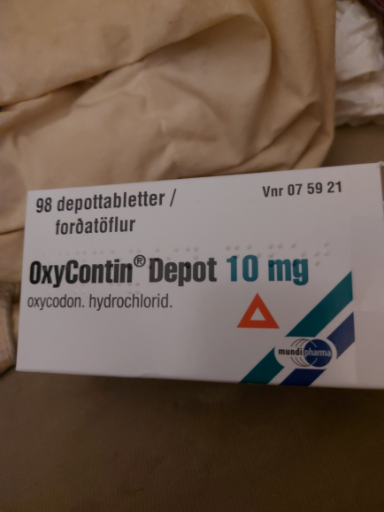 98 depottabletter /
forðatöflur
Vnr 07 59 21
OxyContin® Depot 10 mg
oxycodon. hydrochlorid.
mundipharma